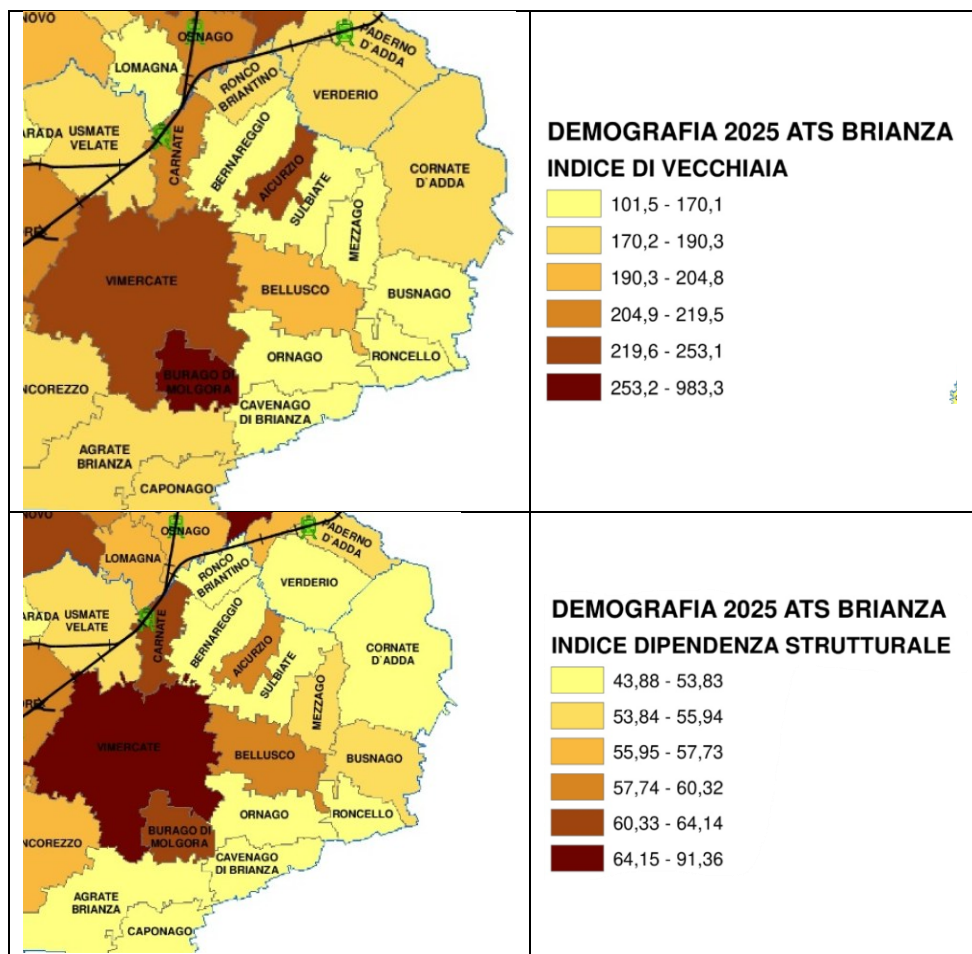 NOVO
OSNAGO
PADERNO
D'ADDA
LOMAGNA
RONCO
BRIANTINO
VERDERIO
ARADA
USMATE
VELATE
CARNATE
BERNAREGGIO
AICURZIO
SULBIATE
MEZZAGO
CORNATE
D'ADDA
VIMERCATE
BELLUSCO
BUSNAGO
ORNAGO
RONCELLO
BURAGO DI
MOLGORA
NCOREZZO
CAVENAGO
DI BRIANZA
AGRATE
BRIANZA
CAPONAGO
DEMOGRAFIA 2025 ATS BRIANZA
INDICE DI VECCHIAIA
101,5 - 170,1
170,2 - 190,3
190,3 - 204,8
204,9 - 219,5
219,6 - 253,1
253,2 - 983,3
NOVO
OSNAGO
PADERNO
D'ADDA
LOMAGNA
RONCO
BRIANTINO
VERDERIO
ARADA
USMATE
VELATE
CARNATE
BERNAREGGIO
AICURZIO
SULBIATE
MEZZAGO
CORNATE
D'ADDA
VIMERCATE
BELLUSCO
BUSNAGO
ORNAGO
RONCELLO
BURAGO DI
MOLGORA
NCOREZZO
CAVENAGO
DI BRIANZA
AGRATE
BRIANZA
CAPONAGO
DEMOGRAFIA 2025 ATS BRIANZA
INDICE DIPENDENZA STRUTTURALE
43,88 - 53,83
53,84 - 55,94
55,95 - 57,73
57,74 - 60,32
60,33 - 64,14
64,15 - 91,36